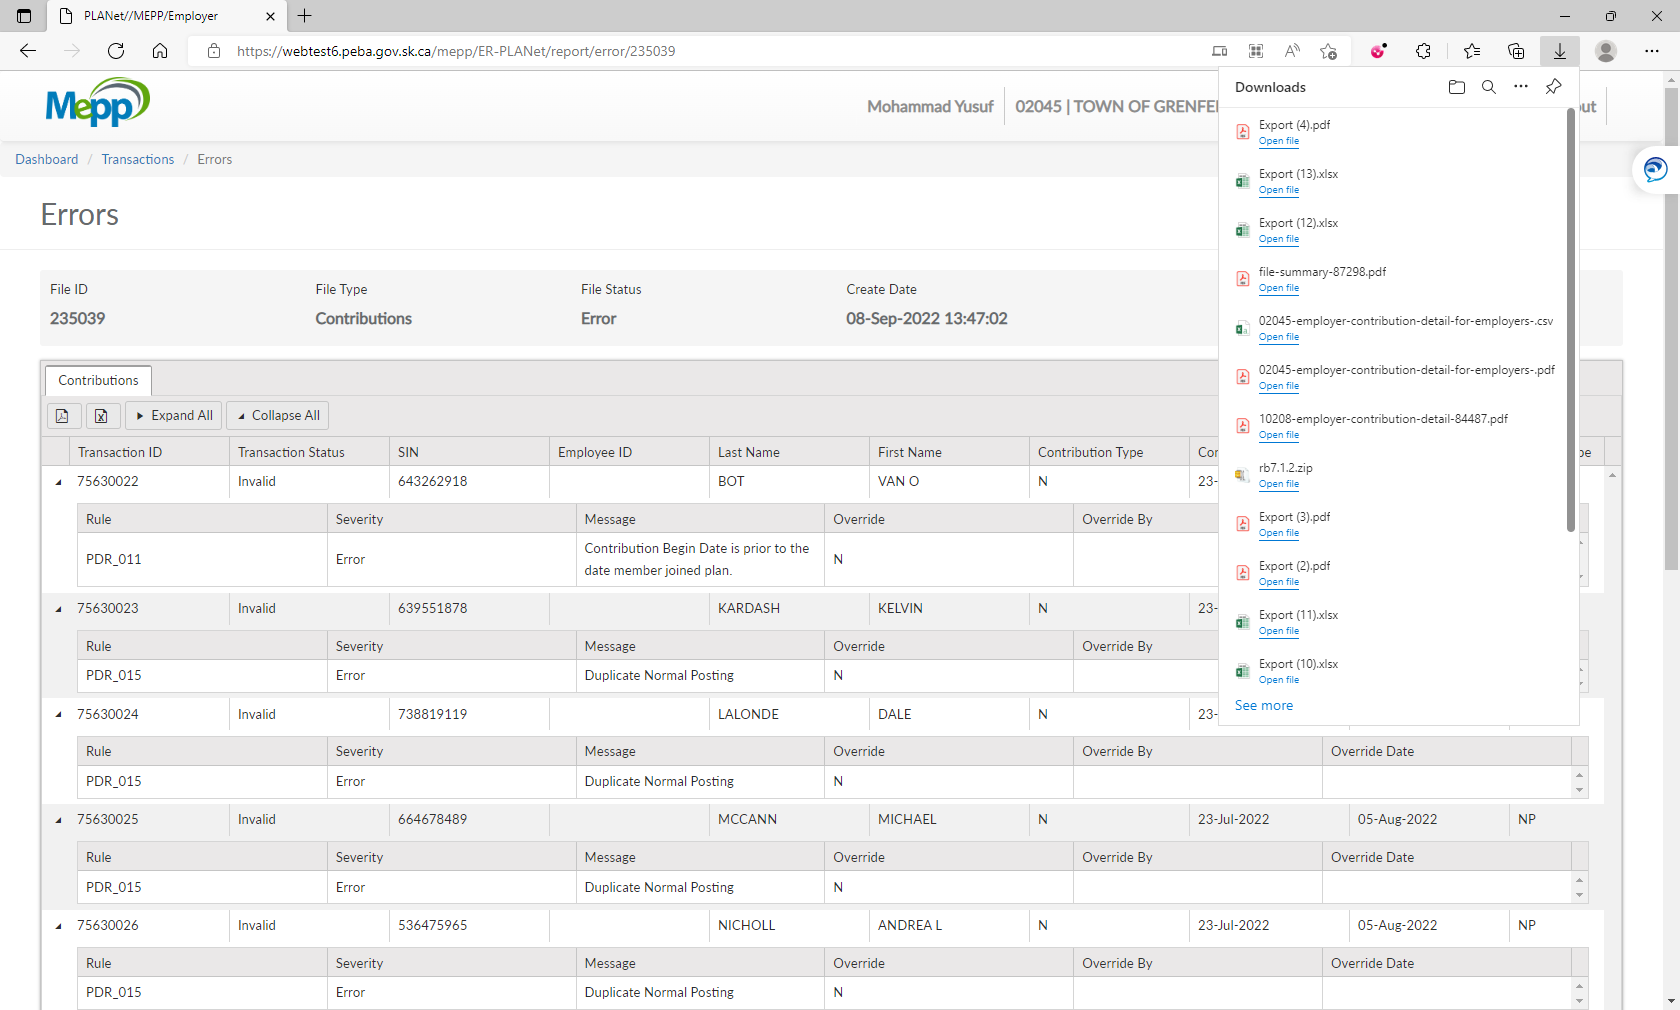 PLANet//MEPP/Employer
https://webtest6.peba.gov.sk.ca/mepp/ER-PLANet/report/error/235039
Mepp
Mohammad Yusuf
02045 | TOWN OF GRENFE
out
Dashboard / Transactions / Errors
Errors
File ID
File Type
File Status
Create Date
235039
Contributions
Error
08-Sep-2022 13:47:02
Contributions
Expand All
Collapse All
Transaction ID Transaction Status SIN Employee ID Last Name First Name Contribution Type Con pe
75630022 Invalid 643262918 BOT VAN O N 23-
Rule Severity Message Override Override By
PDR_011 Error Contribution Begin Date is prior to the N
date member joined plan.
75630023 Invalid 639551878 KARDASH KELVIN N 23-
Rule Severity Message Override Override By
PDR_015 Error Duplicate Normal Posting N
75630024 Invalid 738819119 LALONDE DALE N 23-
Rule Severity Message Override Override By Override Date
PDR_015 Error Duplicate Normal Posting N
75630025 Invalid 664678489 MCCANN MICHAEL N 23-Jul-2022 05-Aug-2022 NP
Rule Severity Message Override Override By Override Date
PDR_015 Error Duplicate Normal Posting N
75630026 Invalid 536475965 NICHOLL ANDREA L N 23-Jul-2022 05-Aug-2022 NP
Rule Severity Message Override Override By Override Date
PDR_015 Error Duplicate Normal Posting N
Downloads
Export (4).pdf
Open file
Export (13).xlsx
Open file
Export (12).xlsx
Open file
file-summary-87298.pdf
Open file
02045-employer-contribution-detail-for-employers-.csv
Open file
02045-employer-contribution-detail-for-employers-.pdf
Open file
10208-employer-contribution-detail-84487.pdf
Open file
rb7.1.2.zip
Open file
Export (3).pdf
Open file
Export (2).pdf
Open file
Export (11).xlsx
Open file
Export (10).xlsx
Open file
See more